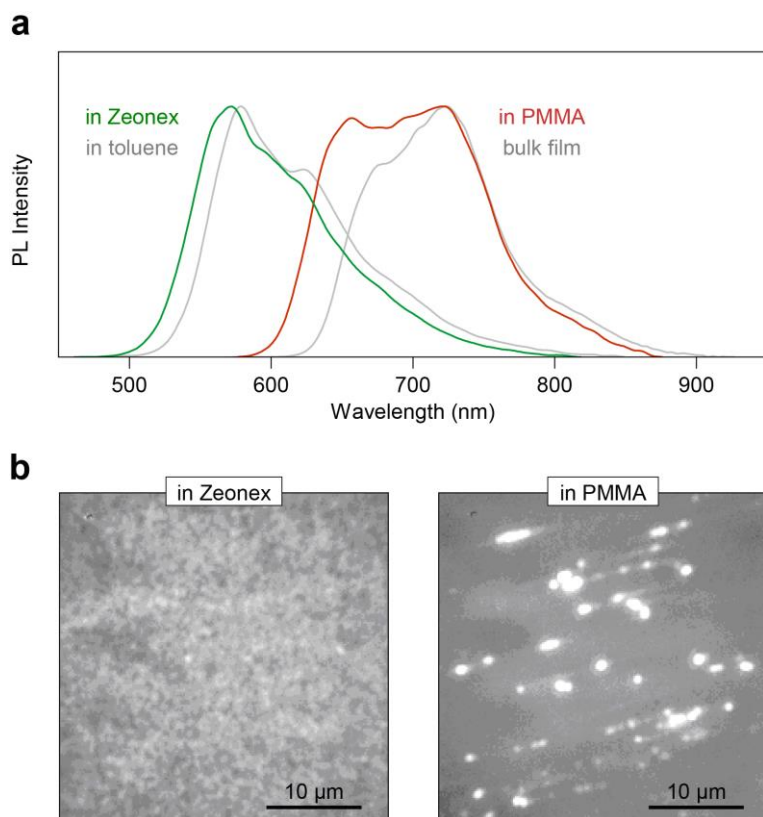 a
in Zeonex
in toluene
in PMMA
bulk film
PL Intensity
500 600 700 800 900
Wavelength (nm)
b
in Zeonex
in PMMA
10 µm
10 µm